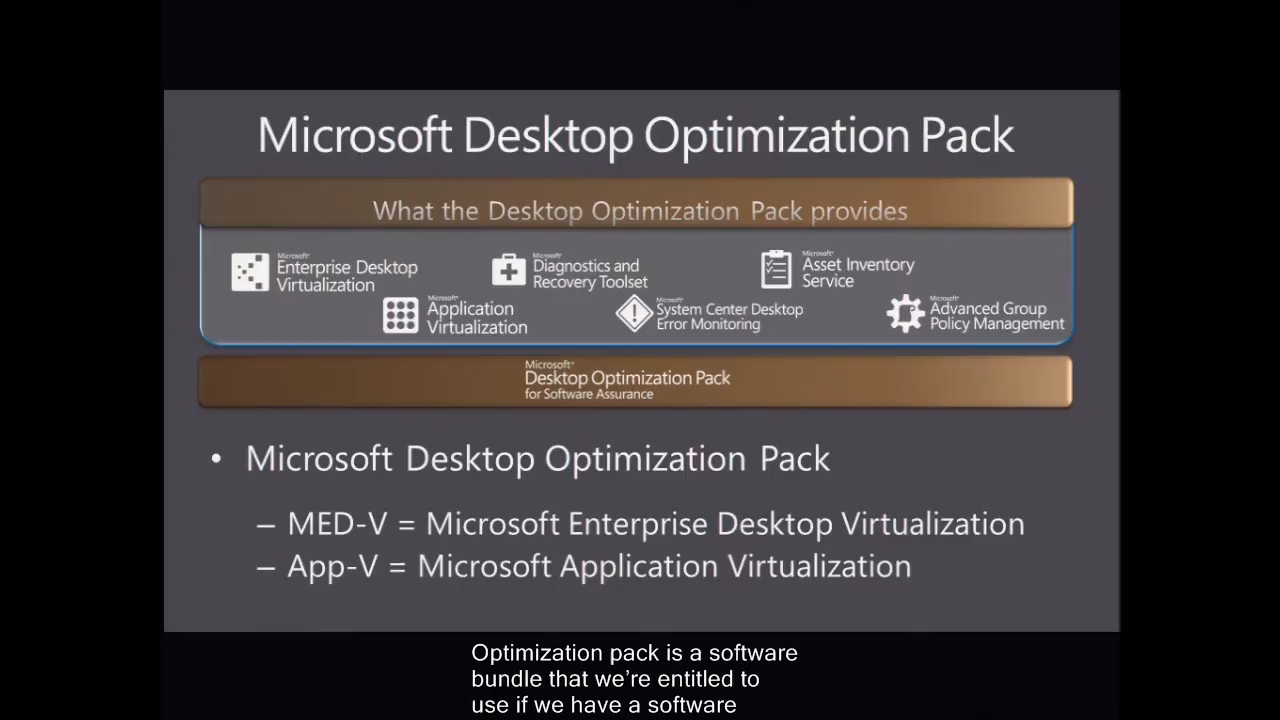 Microsoft Desktop Optimization Pack
What the Desktop Optimization Pack provides
Microsoft®
Enterprise Desktop
Virtualization
Microsoft®
Diagnostics and
Recovery Toolset
Microsoft®
Asset Inventory
Service
Microsoft®
Application
Virtualization
Microsoft®
System Center Desktop
Error Monitoring
Microsoft®
Advanced Group
Policy Management
Microsoft®
Desktop Optimization Pack
for Software Assurance
• Microsoft Desktop Optimization Pack
– MED-V = Microsoft Enterprise Desktop Virtualization
– App-V = Microsoft Application Virtualization
Optimization pack is a software
bundle that we're entitled to
use if we have a software